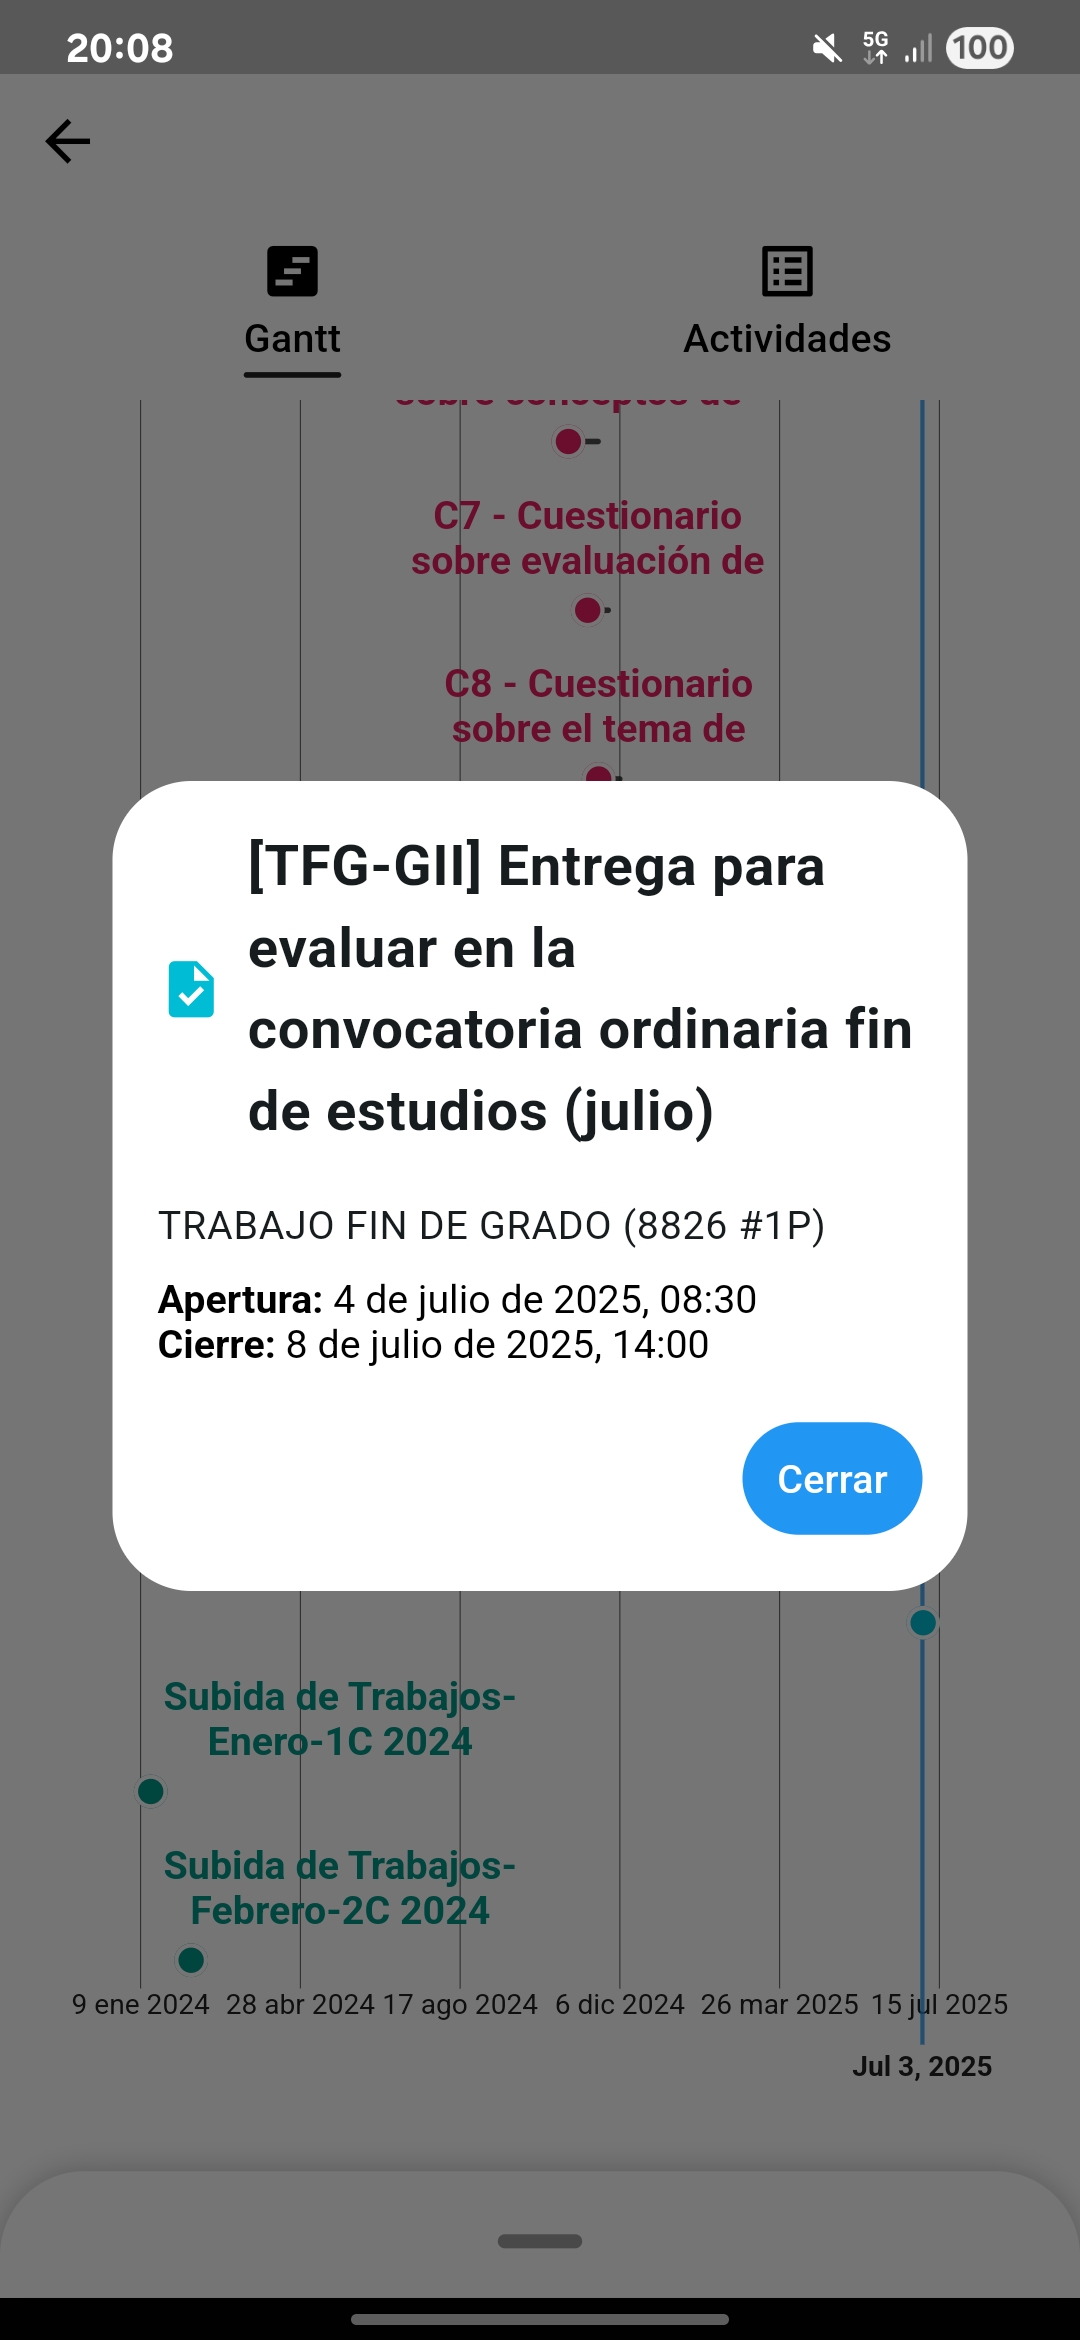 20:08
5G
100
Gantt
Actividades
sobre conceptos de
C7 - Cuestionario
sobre evaluación de
C8 - Cuestionario
sobre el tema de
[TFG-GII] Entrega para
evaluar en la
convocatoria ordinaria fin
de estudios (julio)
TRABAJO FIN DE GRADO (8826 #1P)
Apertura: 4 de julio de 2025, 08:30
Cierre: 8 de julio de 2025, 14:00
Cerrar
Subida de Trabajos-
Enero-1C 2024
Subida de Trabajos-
Febrero-2C 2024
9 ene 2024 28 abr 2024 17 ago 2024 6 dic 2024 26 mar 2025 15 jul 2025
Jul 3, 2025